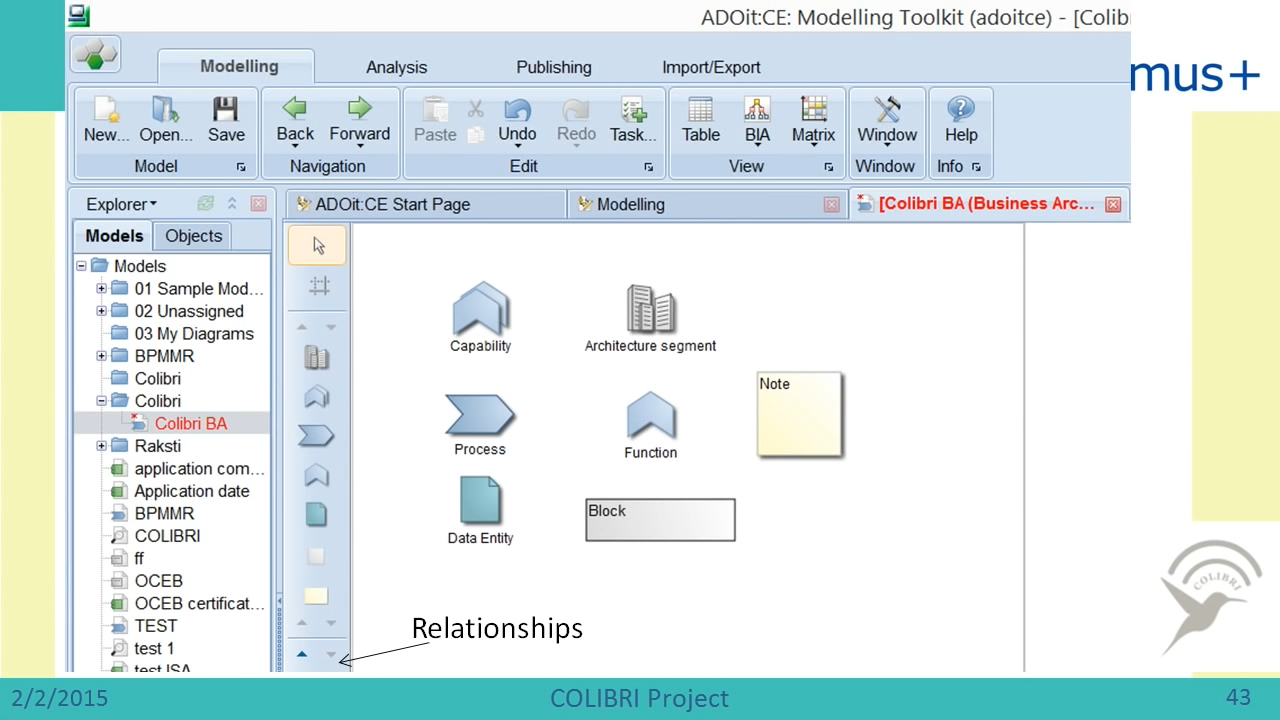 ADOit:CE: Modelling Toolkit (adoitce) - [Colib
mus+
Modelling Analysis Publishing Import/Export
New... Open... Save Back Forward Paste Undo Redo Task... Table BIA Matrix Window Help
Model Navigation Edit View Window Info
Explorer ADOit:CE Start Page Modelling [Colibri BA (Business Arc...
Models Objects
Models
01 Sample Mod...
02 Unassigned
03 My Diagrams
BPMMR
Colibri
Colibri
Colibri BA
Raksti
application com...
Application date
BPMMR
COLIBRI
ff
OCEB
OCEB certificat...
TEST
test 1
test ISA
Capability
Architecture segment
Note
Process
Function
Data Entity
Block
Relationships
COLIBRI
2/2/2015 COLIBRI Project 43